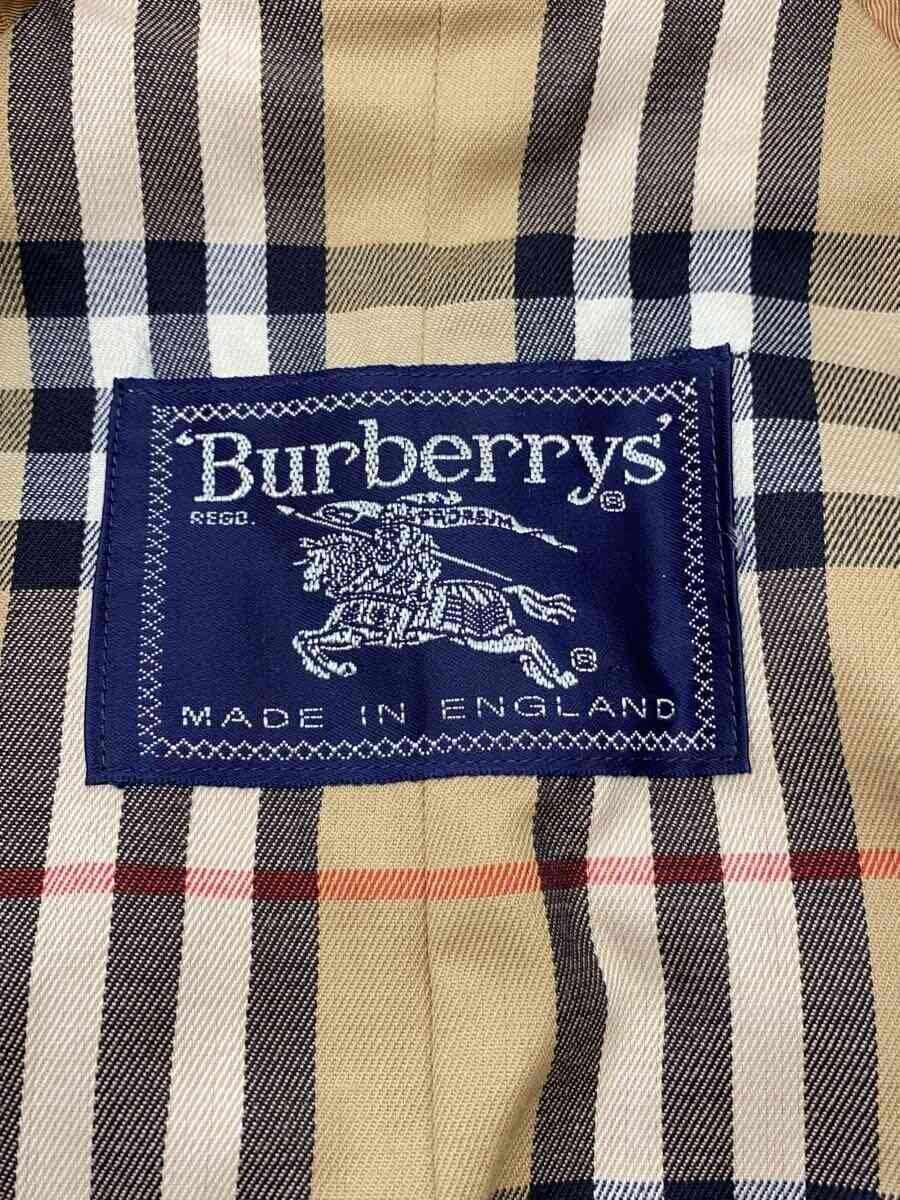 'Burberrys'®
REGD.
PRORSUM
®
MADE IN ENGLAND